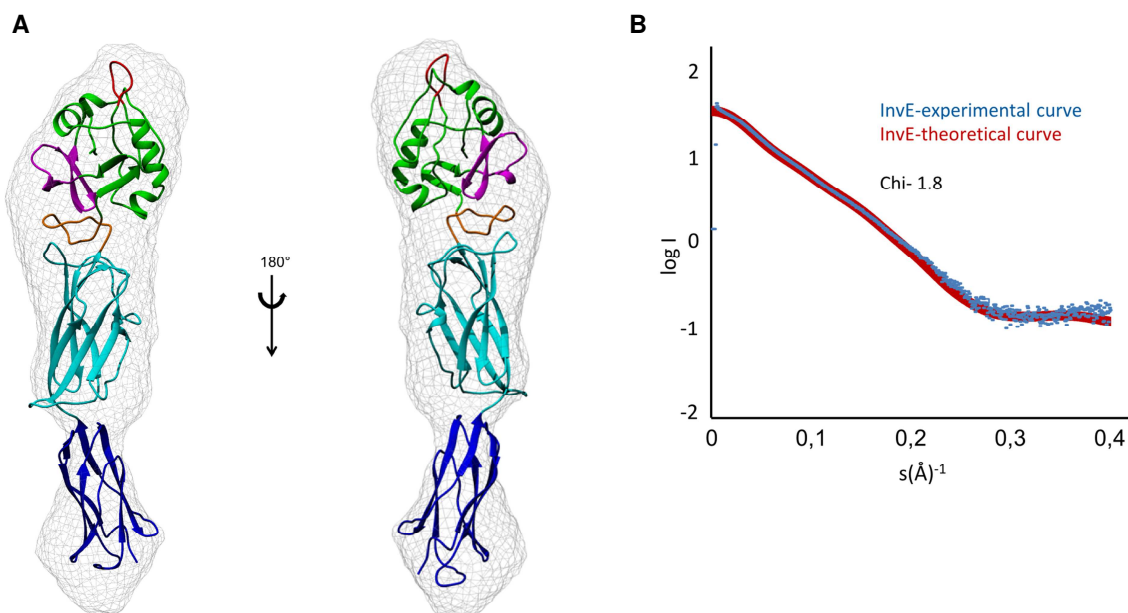 A
180°
B
2
1
0
-1
-2
log I
InvE-experimental curve
InvE-theoretical curve
Chi- 1.8
0
0,1
0,2
0,3
0,4
s(Å)-1